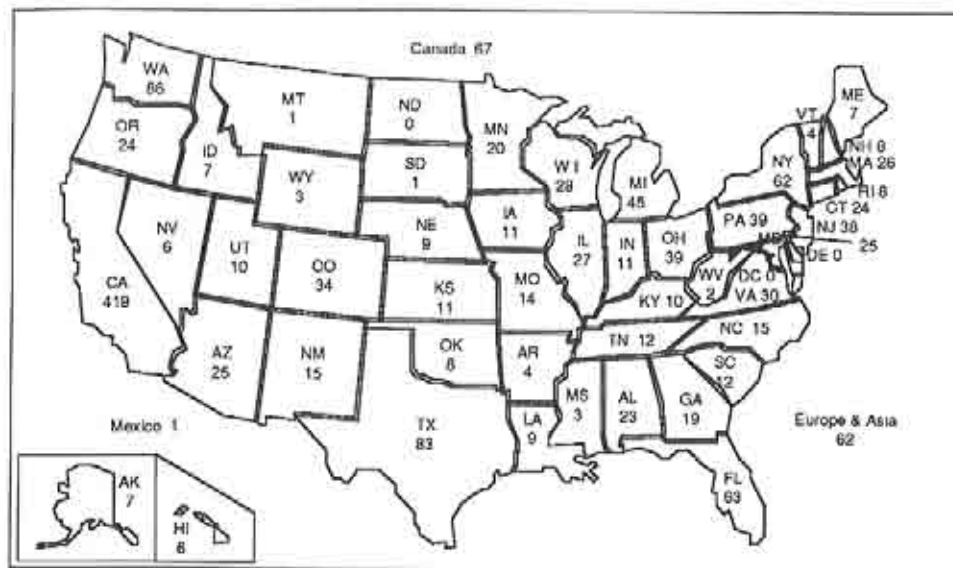 Canada 67
WA
86
MT
1
ND
0
MN
20
ME
7
VT
4
OR
24
ID
7
SD
1
WI
29
MI
45
NY
62
NH 8
MA 26
RI 8
CT 24
WY
3
NV
6
UT
10
NE
9
IA
11
IL
27
IN
11
OH
39
PA 39
NJ 38
25
DE 0
CA
419
CO
34
KS
11
MO
14
WV
2
DC 0
VA 30
KY 10
NC 15
AZ
25
NM
15
OK
8
AR
4
TN 12
SC
12
MS
3
AL
23
GA
19
TX
83
LA
9
FL
63
Mexico 1
Europe & Asia
62
AK
7
HI
6